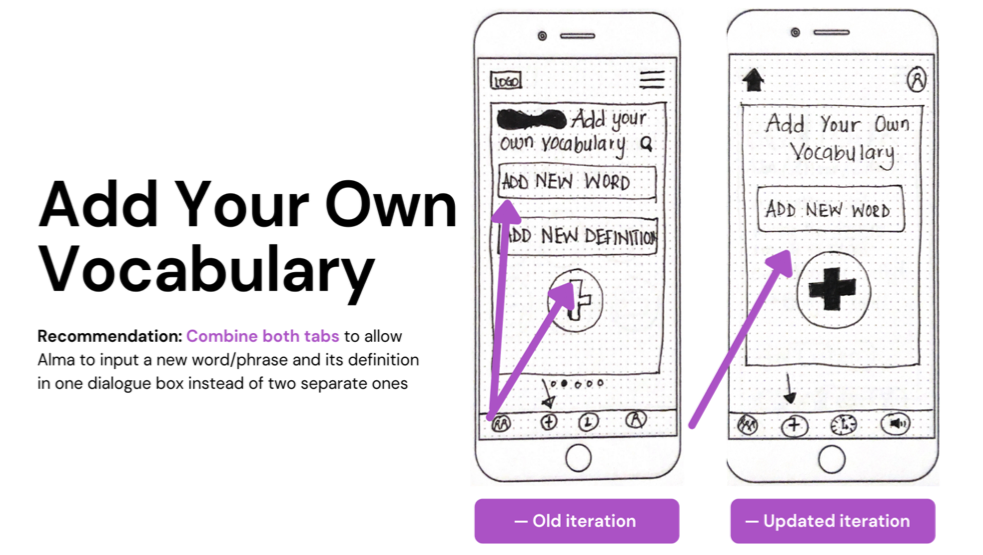 Add Your Own
Vocabulary
Recommendation: Combine both tabs to allow
Alma to input a new word/phrase and its definition
in one dialogue box instead of two separate ones
LOGO
Add your
own vocabulary
ADD NEW WORD
ADD NEW DEFINITION
— Old iteration
Add Your Own
Vocabulary
ADD NEW WORD
— Updated iteration